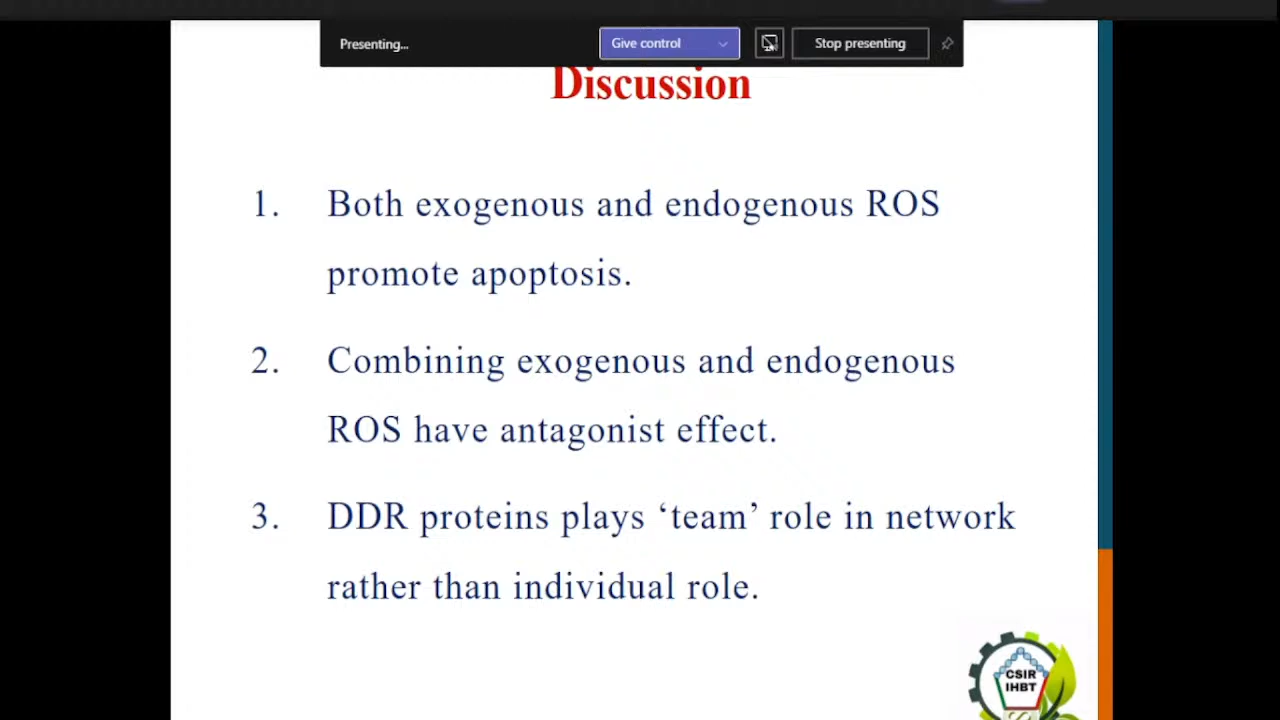 Presenting...
Give control
Stop presenting
Discussion
1. Both exogenous and endogenous ROS
promote apoptosis.
2. Combining exogenous and endogenous
ROS have antagonist effect.
3. DDR proteins plays ‘team’ role in network
rather than individual role.
CSIR
IHBT